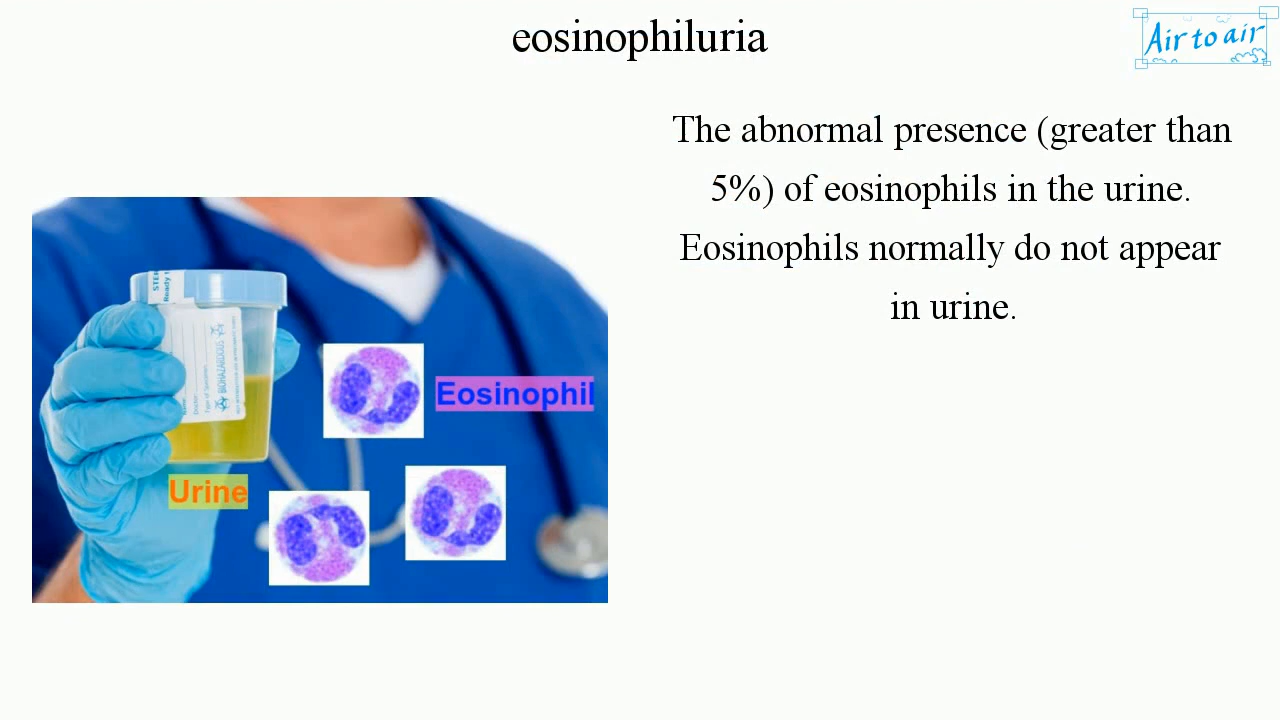 eosinophiluria
Air to air
The abnormal presence (greater than
5%) of eosinophils in the urine.
Eosinophils normally do not appear
in urine.
Eosinophil
Urine
BIOHAZARDOUS